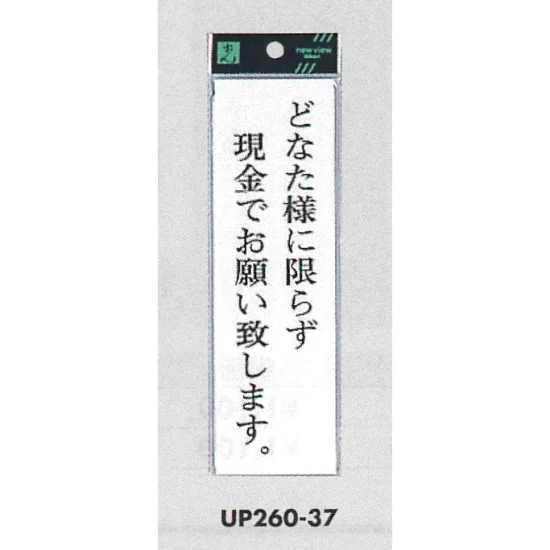 new view
どなた様に限らず
現金でお願い致します。
UP260-37